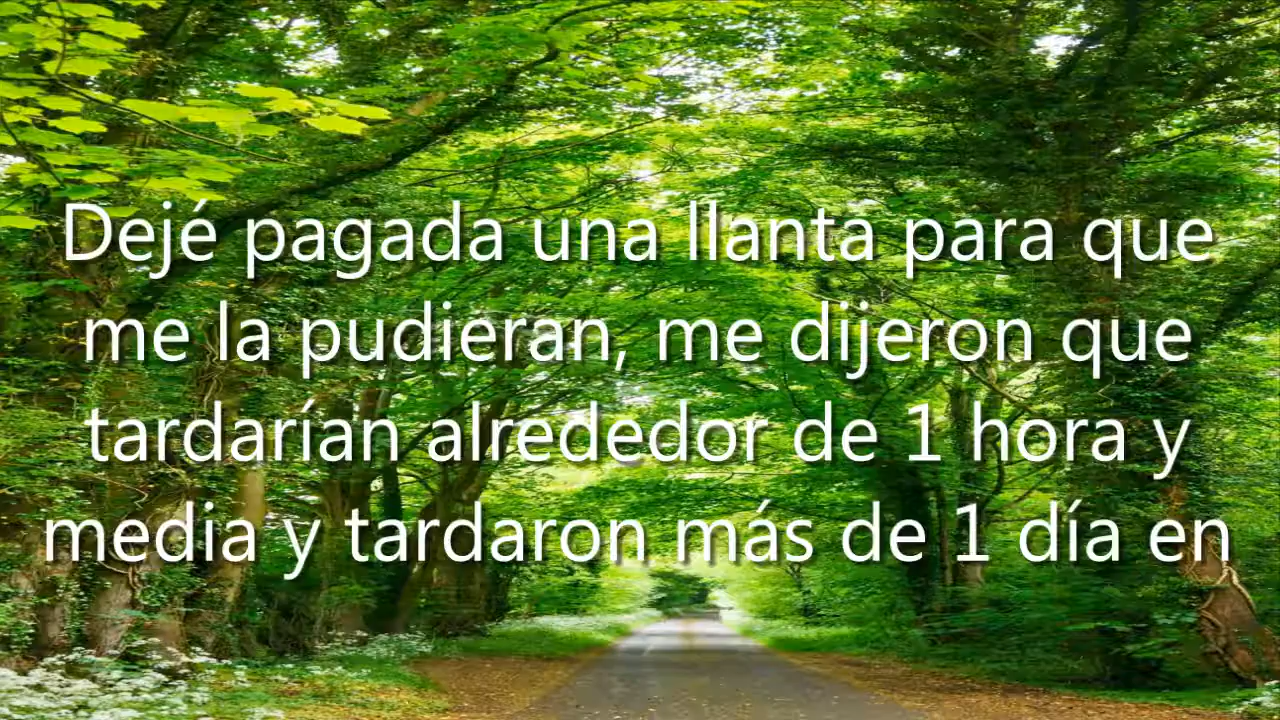 Dejé pagada una llanta para que
me la pudieran, me dijeron que
tardarían alrededor de 1 hora y
media y tardaron más de 1 día en